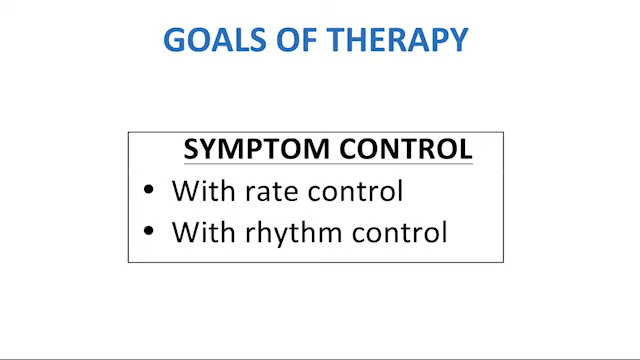 GOALS OF THERAPY
SYMPTOM CONTROL
• With rate control
• With rhythm control